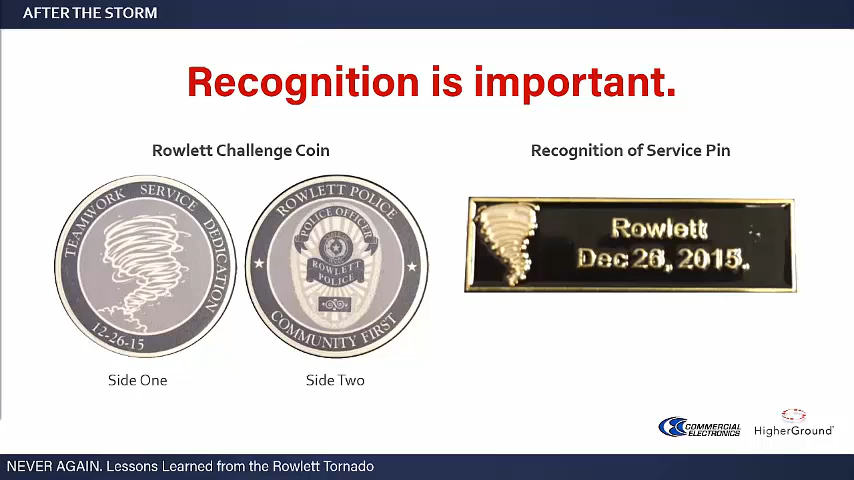 AFTER THE STORM
Recognition is important.
Rowlett Challenge Coin
Recognition of Service Pin
TEAMWORK SERVICE DEDICATION
12-26-15
ROWLETT POLICE
POLICE OFFICER
ROWLETT
POLICE
COMMUNITY FIRST
Rowlett
Dec 26, 2015.
Side One
Side Two
COMMERCIAL
ELECTRONICS
HigherGround
NEVER AGAIN. Lessons Learned from the Rowlett Tornado